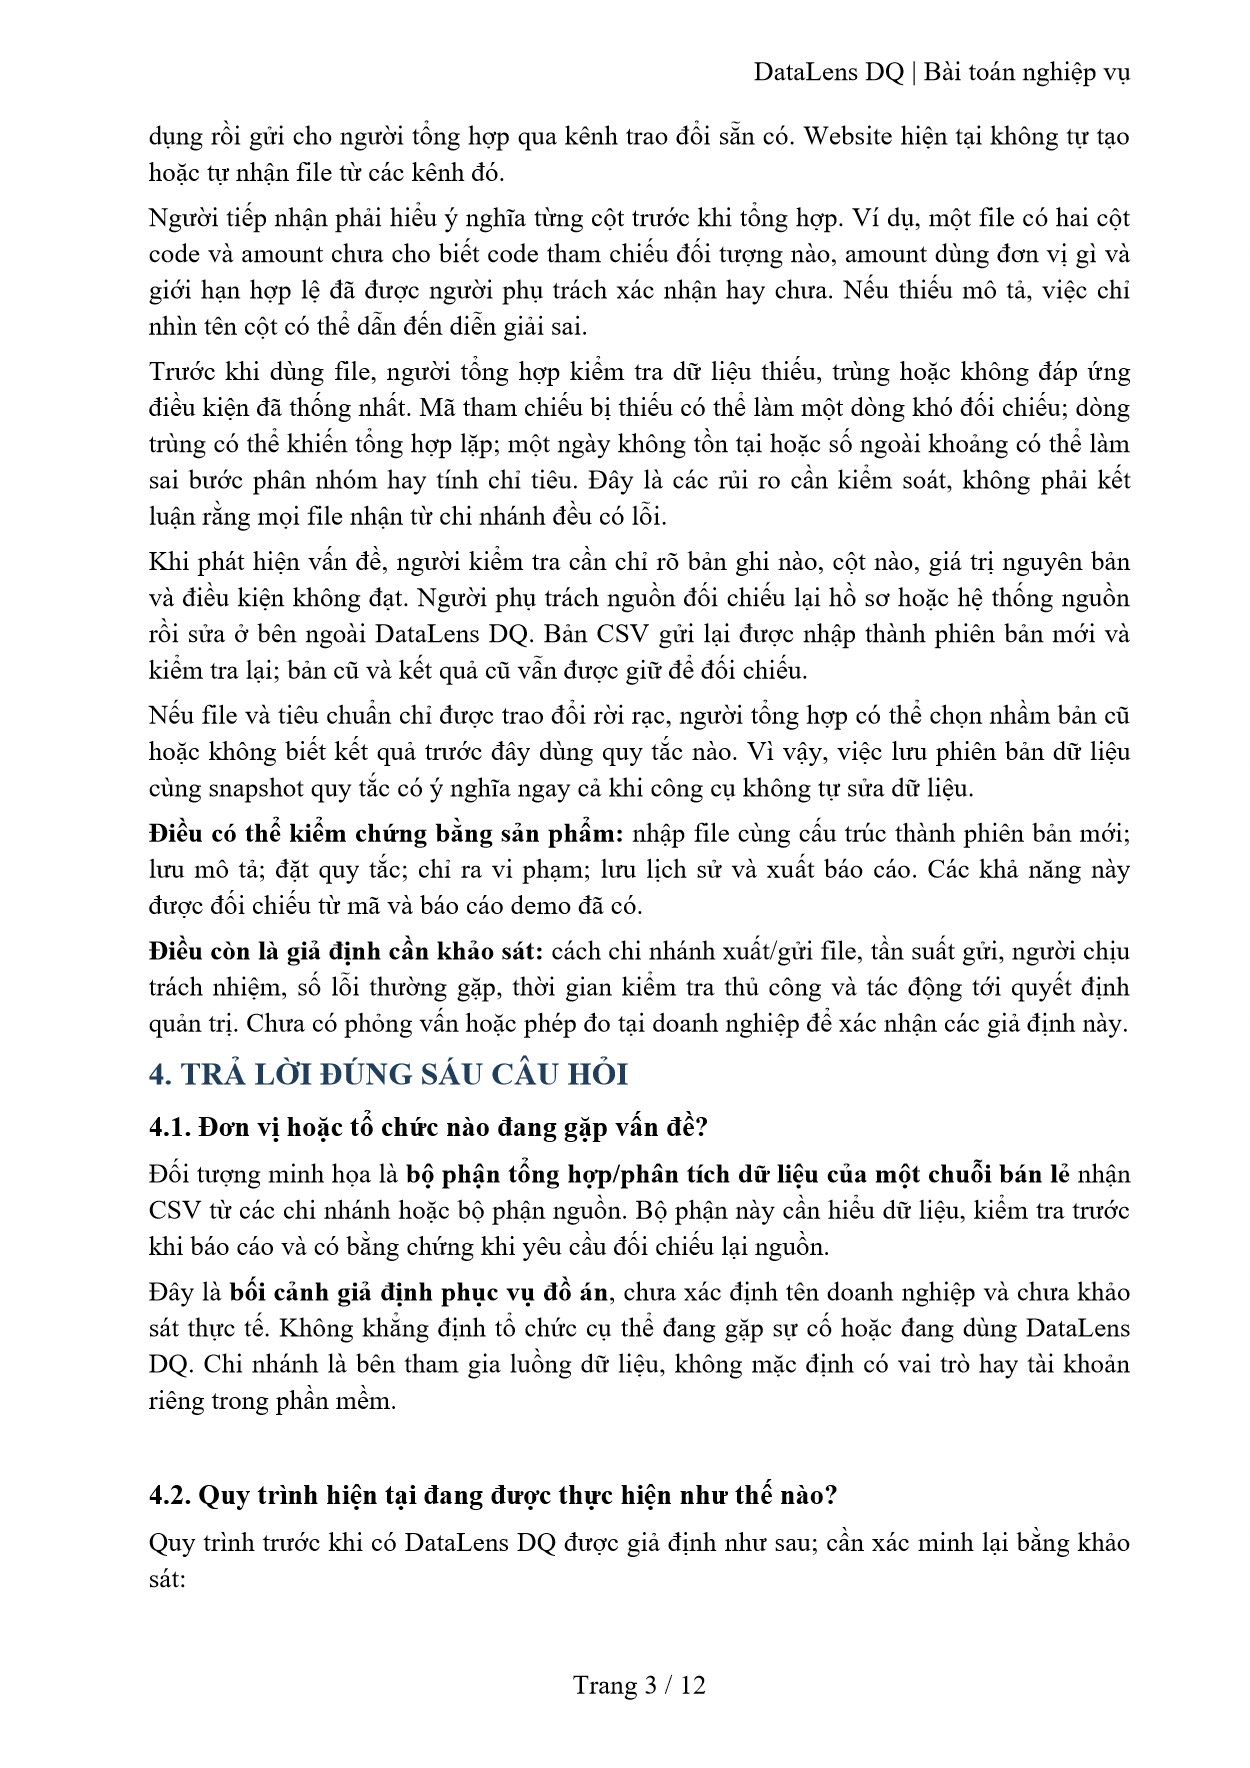 DataLens DQ | Bài toán nghiệp vụ
dụng rồi gửi cho người tổng hợp qua kênh trao đổi sẵn có. Website hiện tại không tự tạo
hoặc tự nhận file từ các kênh đó.
Người tiếp nhận phải hiểu ý nghĩa từng cột trước khi tổng hợp. Ví dụ, một file có hai cột
code và amount chưa cho biết code tham chiếu đối tượng nào, amount dùng đơn vị gì và
giới hạn hợp lệ đã được người phụ trách xác nhận hay chưa. Nếu thiếu mô tả, việc chỉ
nhìn tên cột có thể dẫn đến diễn giải sai.
Trước khi dùng file, người tổng hợp kiểm tra dữ liệu thiếu, trùng hoặc không đáp ứng
điều kiện đã thống nhất. Mã tham chiếu bị thiếu có thể làm một dòng khó đối chiếu; dòng
trùng có thể khiến tổng hợp lặp; một ngày không tồn tại hoặc số ngoài khoảng có thể làm
sai bước phân nhóm hay tính chỉ tiêu. Đây là các rủi ro cần kiểm soát, không phải kết
luận rằng mọi file nhận từ chi nhánh đều có lỗi.
Khi phát hiện vấn đề, người kiểm tra cần chỉ rõ bản ghi nào, cột nào, giá trị nguyên bản
và điều kiện không đạt. Người phụ trách nguồn đối chiếu lại hồ sơ hoặc hệ thống nguồn
rồi sửa ở bên ngoài DataLens DQ. Bản CSV gửi lại được nhập thành phiên bản mới và
kiểm tra lại; bản cũ và kết quả cũ vẫn được giữ để đối chiếu.
Nếu file và tiêu chuẩn chỉ được trao đổi rời rạc, người tổng hợp có thể chọn nhầm bản cũ
hoặc không biết kết quả trước đây dùng quy tắc nào. Vì vậy, việc lưu phiên bản dữ liệu
cùng snapshot quy tắc có ý nghĩa ngay cả khi công cụ không tự sửa dữ liệu.
Điều có thể kiểm chứng bằng sản phẩm: nhập file cùng cấu trúc thành phiên bản mới;
lưu mô tả; đặt quy tắc; chỉ ra vi phạm; lưu lịch sử và xuất báo cáo. Các khả năng này
được đối chiếu từ mã và báo cáo demo đã có.
Điều còn là giả định cần khảo sát: cách chi nhánh xuất/gửi file, tần suất gửi, người chịu
trách nhiệm, số lỗi thường gặp, thời gian kiểm tra thủ công và tác động tới quyết định
quản trị. Chưa có phỏng vấn hoặc phép đo tại doanh nghiệp để xác nhận các giả định này.
4. TRẢ LỜI ĐÚNG SÁU CÂU HỎI
4.1. Đơn vị hoặc tổ chức nào đang gặp vấn đề?
Đối tượng minh họa là bộ phận tổng hợp/phân tích dữ liệu của một chuỗi bán lẻ nhận
CSV từ các chi nhánh hoặc bộ phận nguồn. Bộ phận này cần hiểu dữ liệu, kiểm tra trước
khi báo cáo và có bằng chứng khi yêu cầu đối chiếu lại nguồn.
Đây là bối cảnh giả định phục vụ đồ án, chưa xác định tên doanh nghiệp và chưa khảo
sát thực tế. Không khẳng định tổ chức cụ thể đang gặp sự cố hoặc đang dùng DataLens
DQ. Chi nhánh là bên tham gia luồng dữ liệu, không mặc định có vai trò hay tài khoản
riêng trong phần mềm.
4.2. Quy trình hiện tại đang được thực hiện như thế nào?
Quy trình trước khi có DataLens DQ được giả định như sau; cần xác minh lại bằng khảo
sát:
Trang 3 / 12